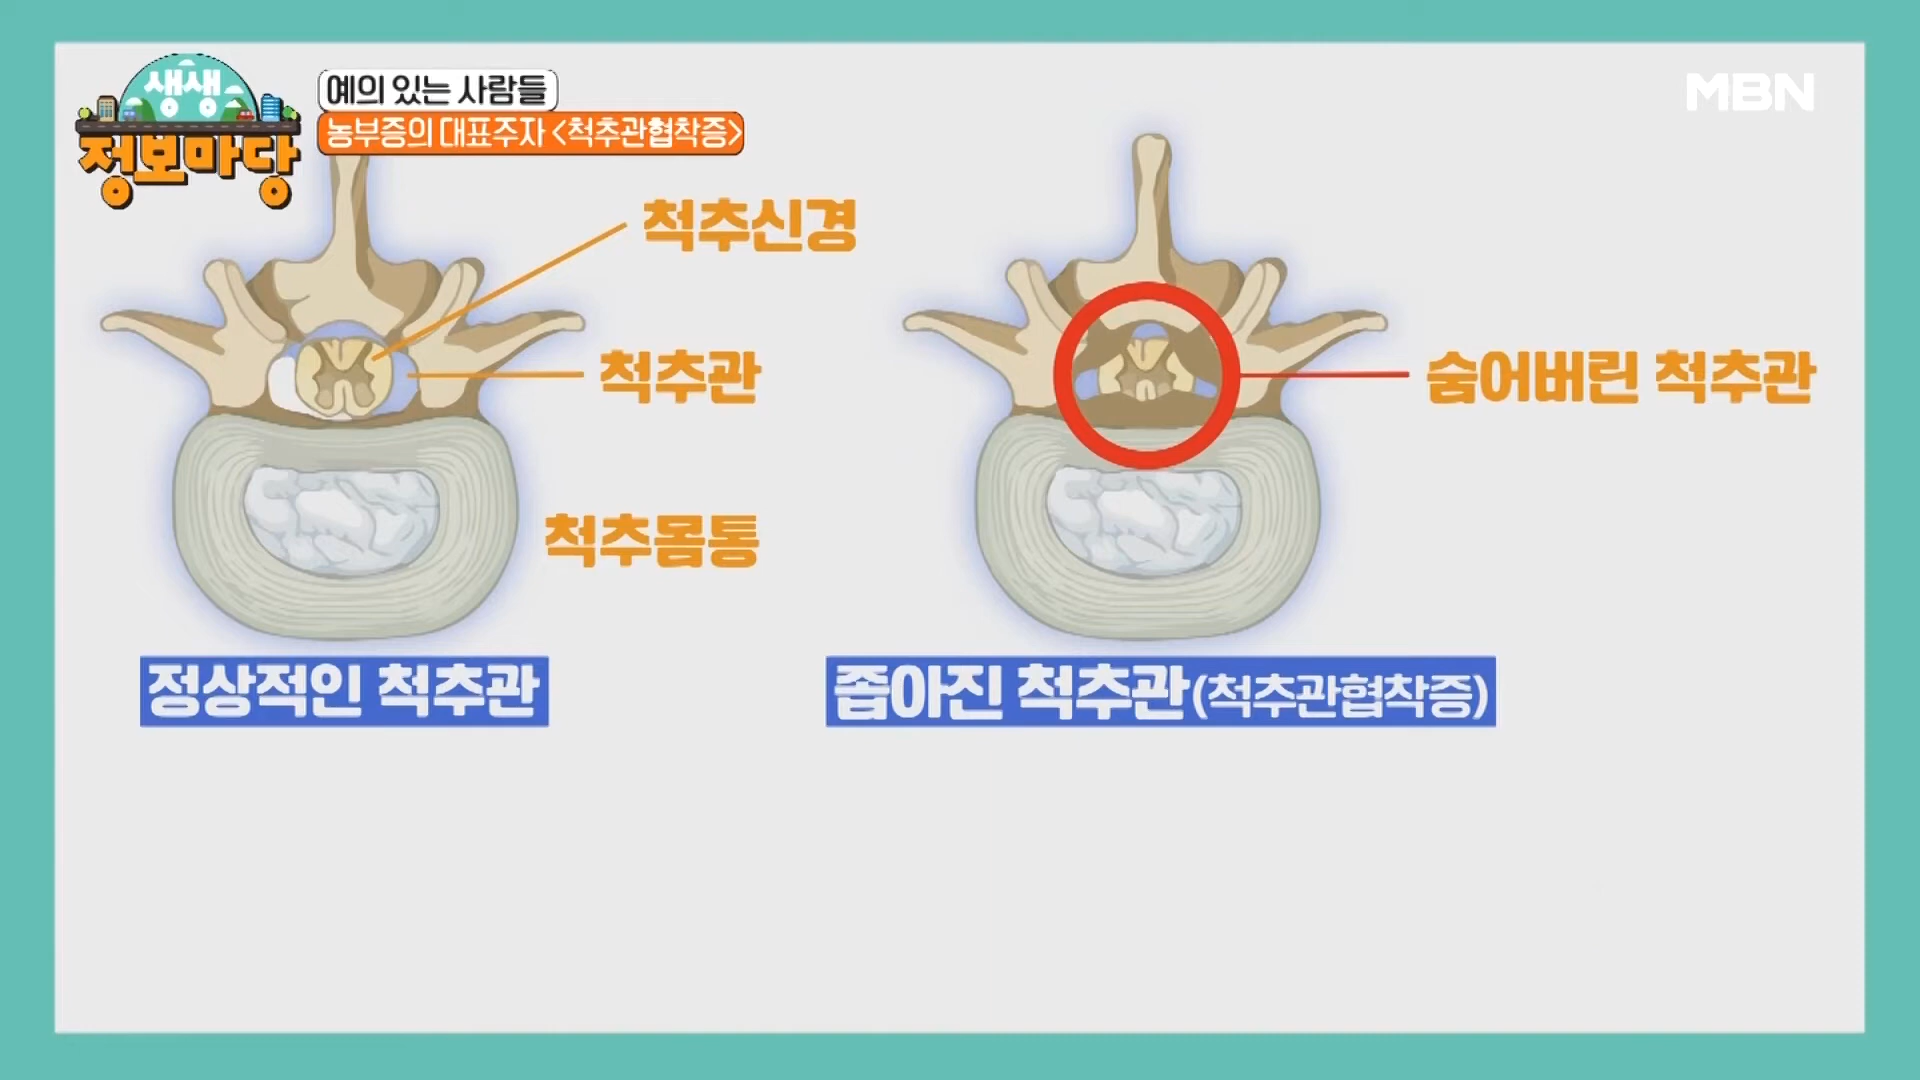 생생
정보마당
예의 있는 사람들
농부증의 대표주자 <척추관협착증>
MBN
척추신경
척추관
척추몸통
숨어버린 척추관
정상적인 척추관
좁아진 척추관(척추관협착증)